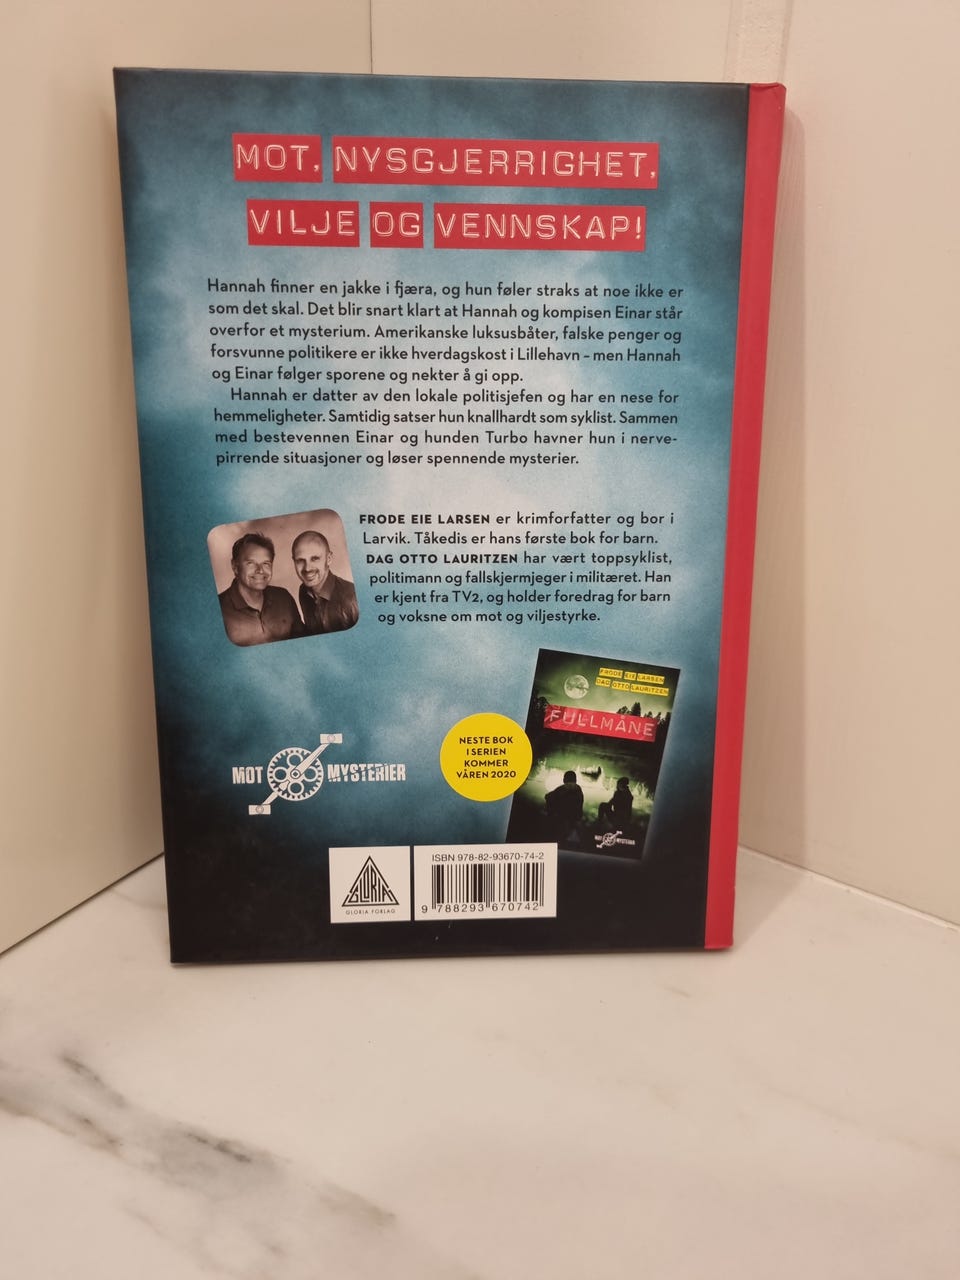 MOT, NYSGJERRIGHET,
VILJE OG VENNSKAP!
Hannah finner en jakke i fjæra, og hun føler straks at noe ikke er
som det skal. Det blir snart klart at Hannah og kompisen Einar står
overfor et mysterium. Amerikanske luksusbåter, falske penger og
forsvunne politikere er ikke hverdagskost i Lillehavn – men Hannah
og Einar følger sporene og nekter å gi opp.
Hannah er datter av den lokale politisjefen og har en nese for
hemmeligheter. Samtidig satser hun knallhardt som syklist. Sammen
med bestevennen Einar og hunden Turbo havner hun i nerve-
pirrende situasjoner og løser spennende mysterier.
FRODE EIE LARSEN er krimforfatter og bor i
Larvik. Tåkedis er hans første bok for barn.
DAG OTTO LAURITZEN har vært toppsyklist,
politimann og fallskjermjeger i militæret. Han
er kjent fra TV2, og holder foredrag for barn
og voksne om mot og viljestyrke.
FRODE EIE LARSEN
DAG OTTO LAURITZEN
FULLMÅNE
MOT MYSTERIER
NESTE BOK
I SERIEN
KOMMER
VÅREN 2020
MOT MYSTERIER
GLORIA
GLORIA FORLAG
ISBN 978-82-93670-74-2
9 788293 670742